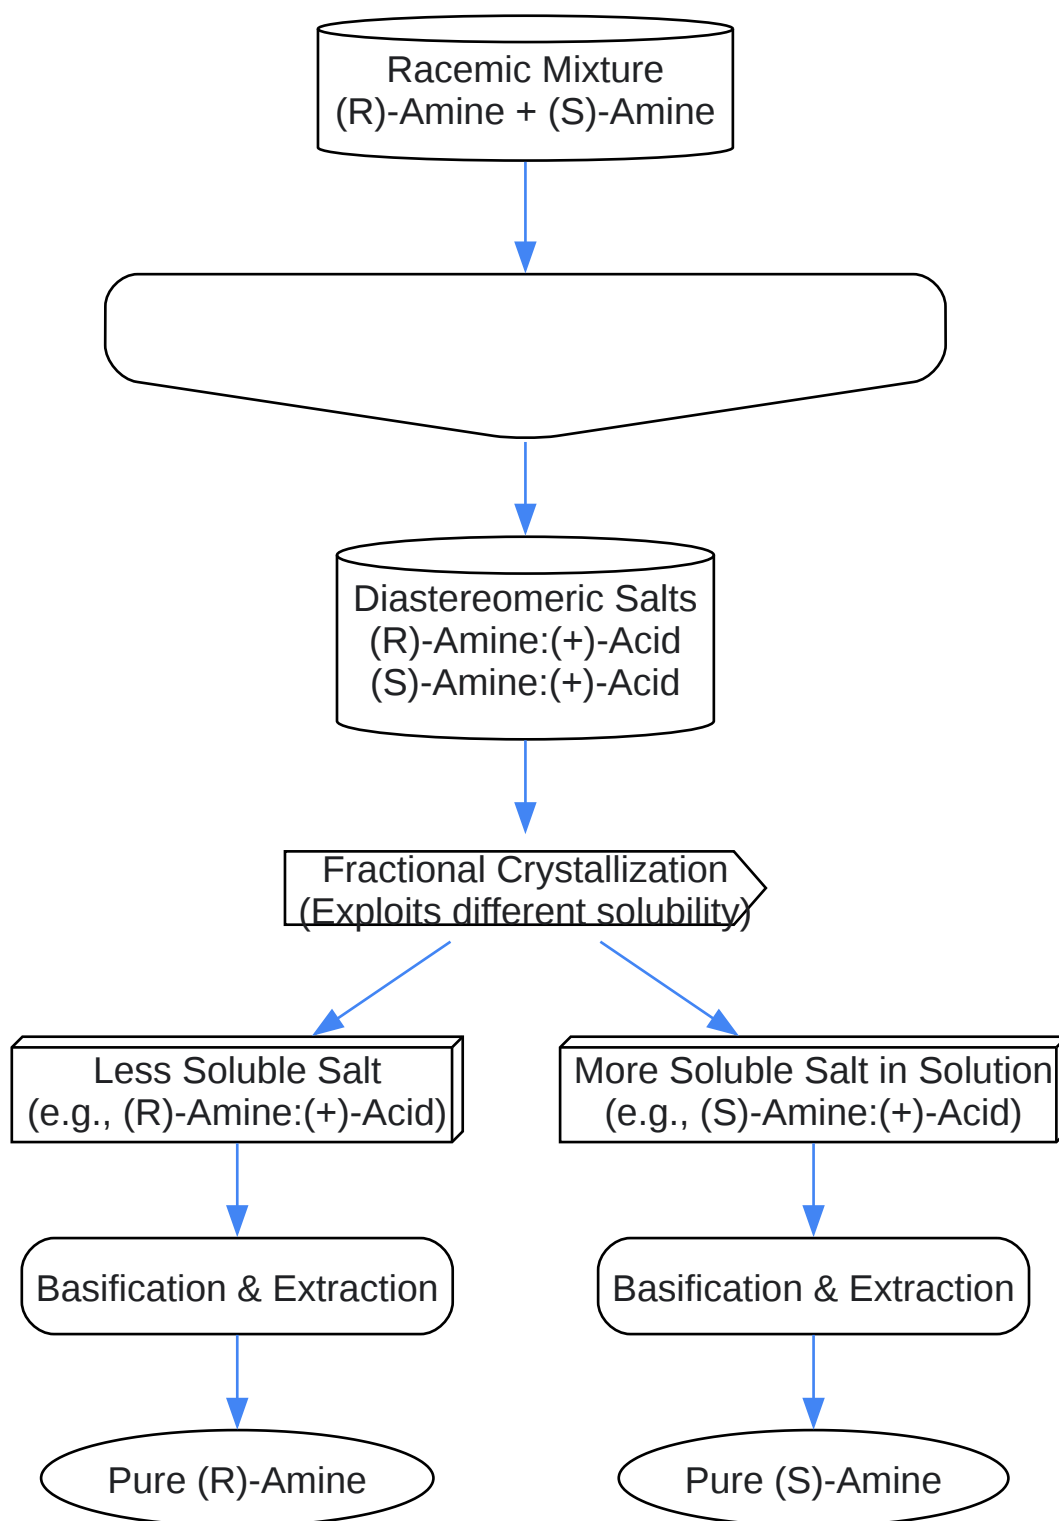 Racemic Mixture
(R)-Amine + (S)-Amine
Diastereomeric Salts
(R)-Amine:(+)-Acid
(S)-Amine:(+)-Acid
Fractional Crystallization
(Exploits different solubility)
Less Soluble Salt
(e.g., (R)-Amine:(+)-Acid)
More Soluble Salt in Solution
(e.g., (S)-Amine:(+)-Acid)
Basification & Extraction
Basification & Extraction
Pure (R)-Amine
Pure (S)-Amine